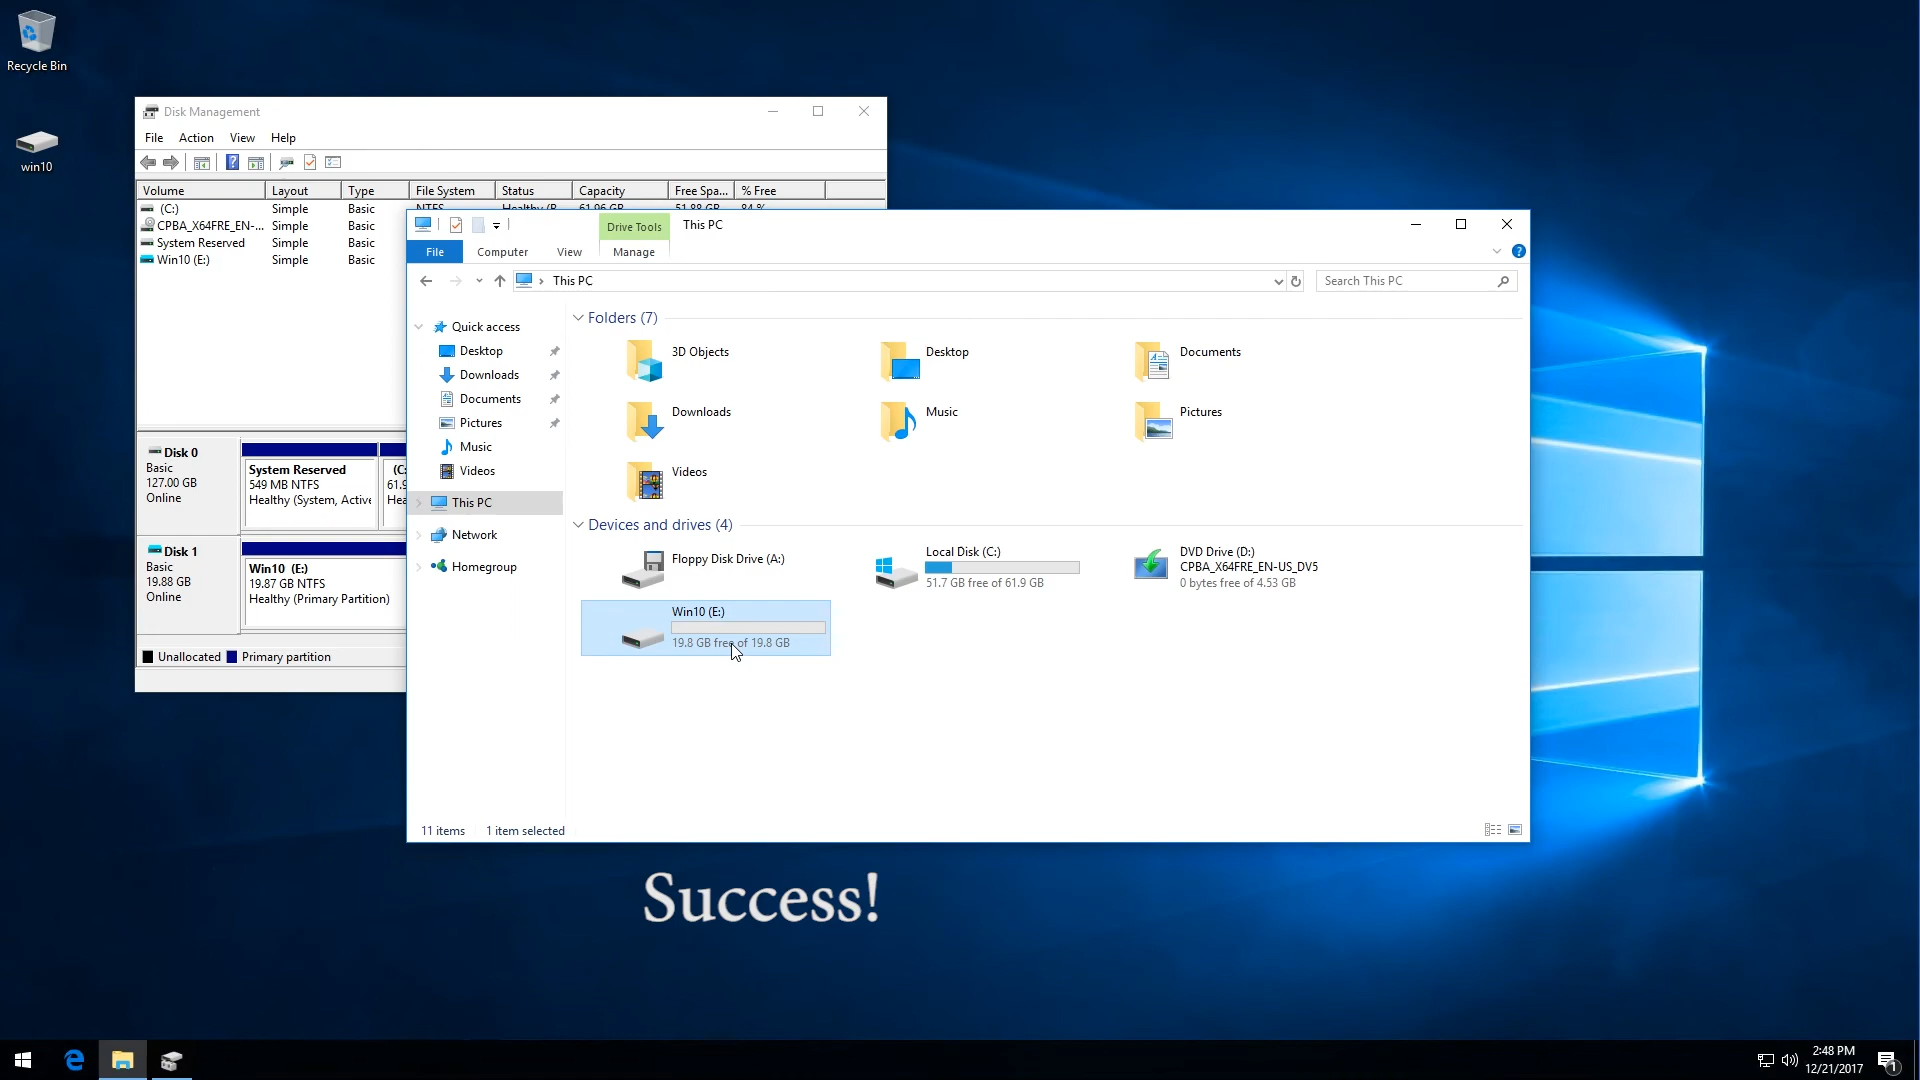 Recycle Bin
win10
Disk Management
File Action View Help
Volume Layout Type File System Status Capacity Free Spa... % Free
(C:) Simple Basic NTFS Healthy (B 61.96 GB 51.88 GB 84 %
CPBA_X64FRE_EN-... Simple Basic
System Reserved Simple Basic
Win10 (E:) Simple Basic
Disk 0
Basic
127.00 GB
Online
System Reserved
549 MB NTFS
Healthy (System, Active
(C:
61.9
Hea
Disk 1
Basic
19.88 GB
Online
Win10 (E:)
19.87 GB NTFS
Healthy (Primary Partition)
Unallocated Primary partition
Drive Tools This PC
File Computer View Manage
This PC
Search This PC
Quick access
Desktop
Downloads
Documents
Pictures
Music
Videos
This PC
Network
Homegroup
Folders (7)
3D Objects Desktop Documents
Downloads Music Pictures
Videos
Devices and drives (4)
Floppy Disk Drive (A:)
Local Disk (C:)
51.7 GB free of 61.9 GB
DVD Drive (D:)
CPBA_X64FRE_EN-US_DV5
0 bytes free of 4.53 GB
Win10 (E:)
19.8 GB free of 19.8 GB
11 items 1 item selected
Success!
2:48 PM
12/21/2017
1